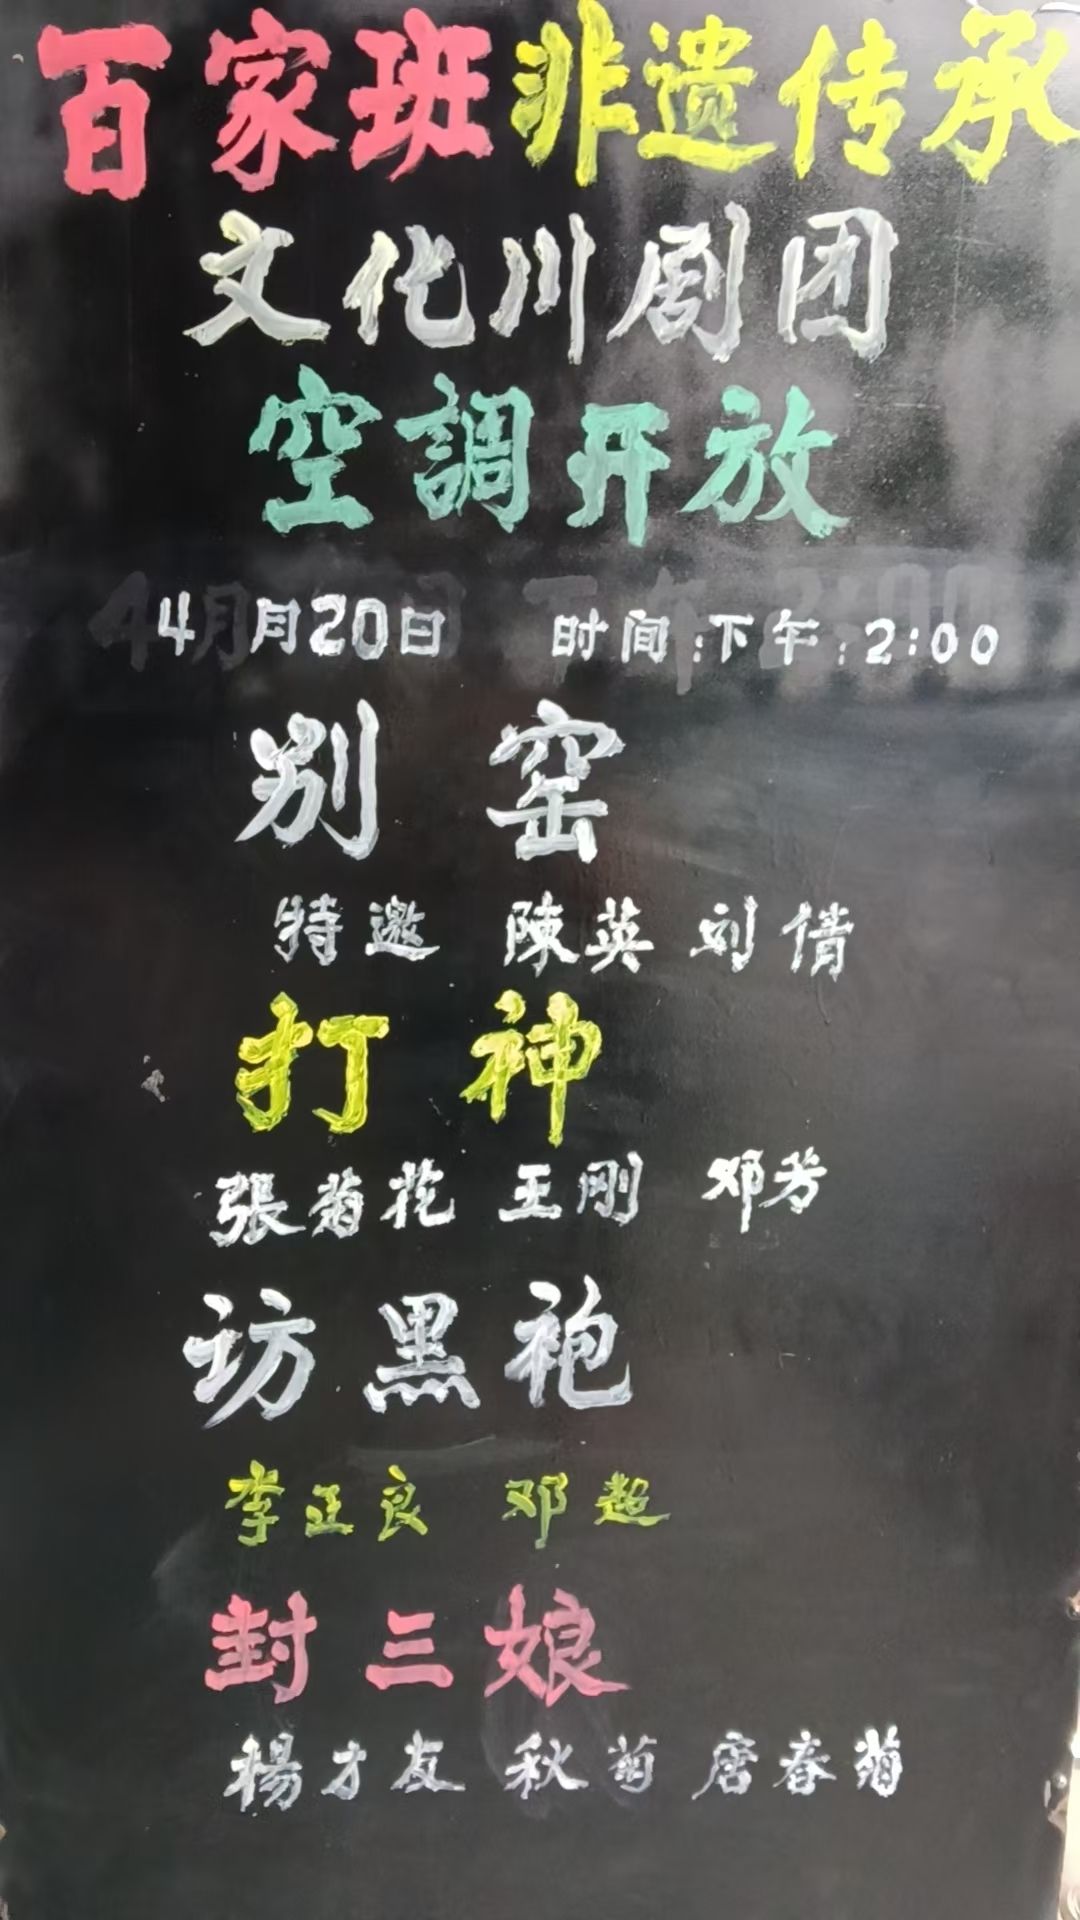 百家班非遗传承
文化川剧团
空調开放
4月20日 时间:下午:2:00
别 窑
特邀 陳英 刘倩
打 神
張菊花 王刚 邓芳
访黑袍
李正良 邓超
封三娘
楊才友 秋菊 唐春菊